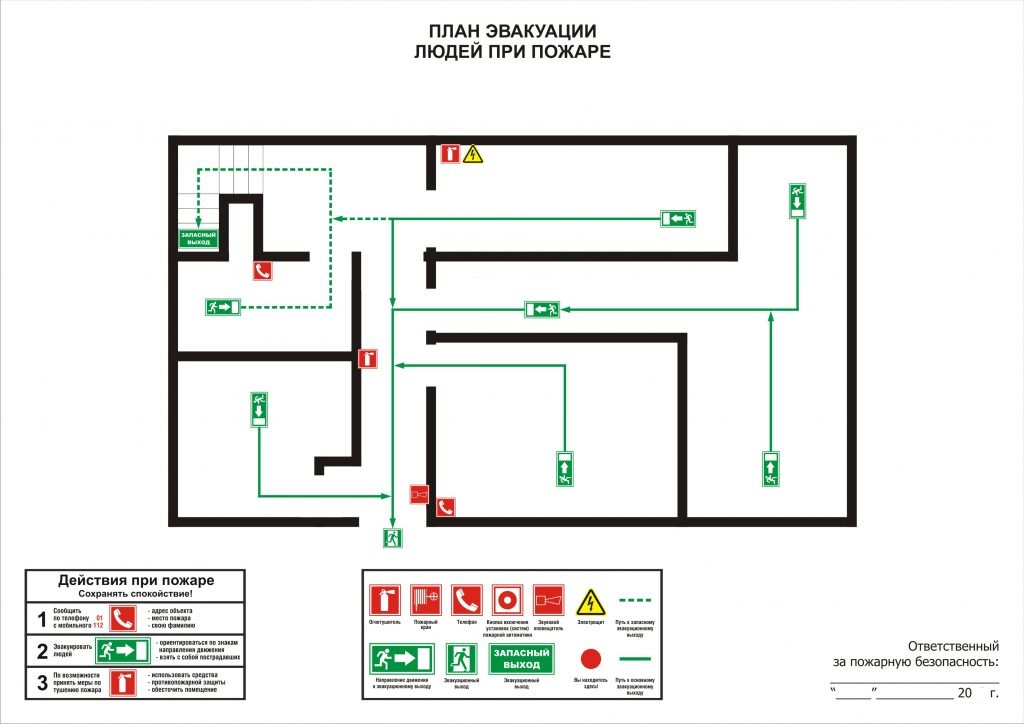 ПЛАН ЭВАКУАЦИИ
ЛЮДЕЙ ПРИ ПОЖАРЕ
ЗАПАСНЫЙ
ВЫХОД
Действия при пожаре
Сохранять спокойствие!
1
Сообщить
по телефону 01
с мобильного 112
- адрес объекта
- место пожара
- свою фамилию
2
Эвакуировать
людей
- ориентироваться по знакам
направления движения
- взять с собой пострадавших
3
По возможности
принять меры по
тушению пожара
- использовать средства
противопожарной защиты
- обесточить помещение
Огнетушитель
Пожарный
кран
Телефон
Кнопка включения
установок (систем)
пожарной автоматики
Звуковой
оповещатель
Электрощит
Путь к запасному
эвакуационному
выходу
ЗАПАСНЫЙ
ВЫХОД
Направление движения
к эвакуационному выходу
Эвакуационный
выход
Эвакуационный
выход
Вы находитесь
здесь!
Путь к основному
эвакуационному
выходу
Ответственный
за пожарную безопасность:
"______"______________ 20 г.